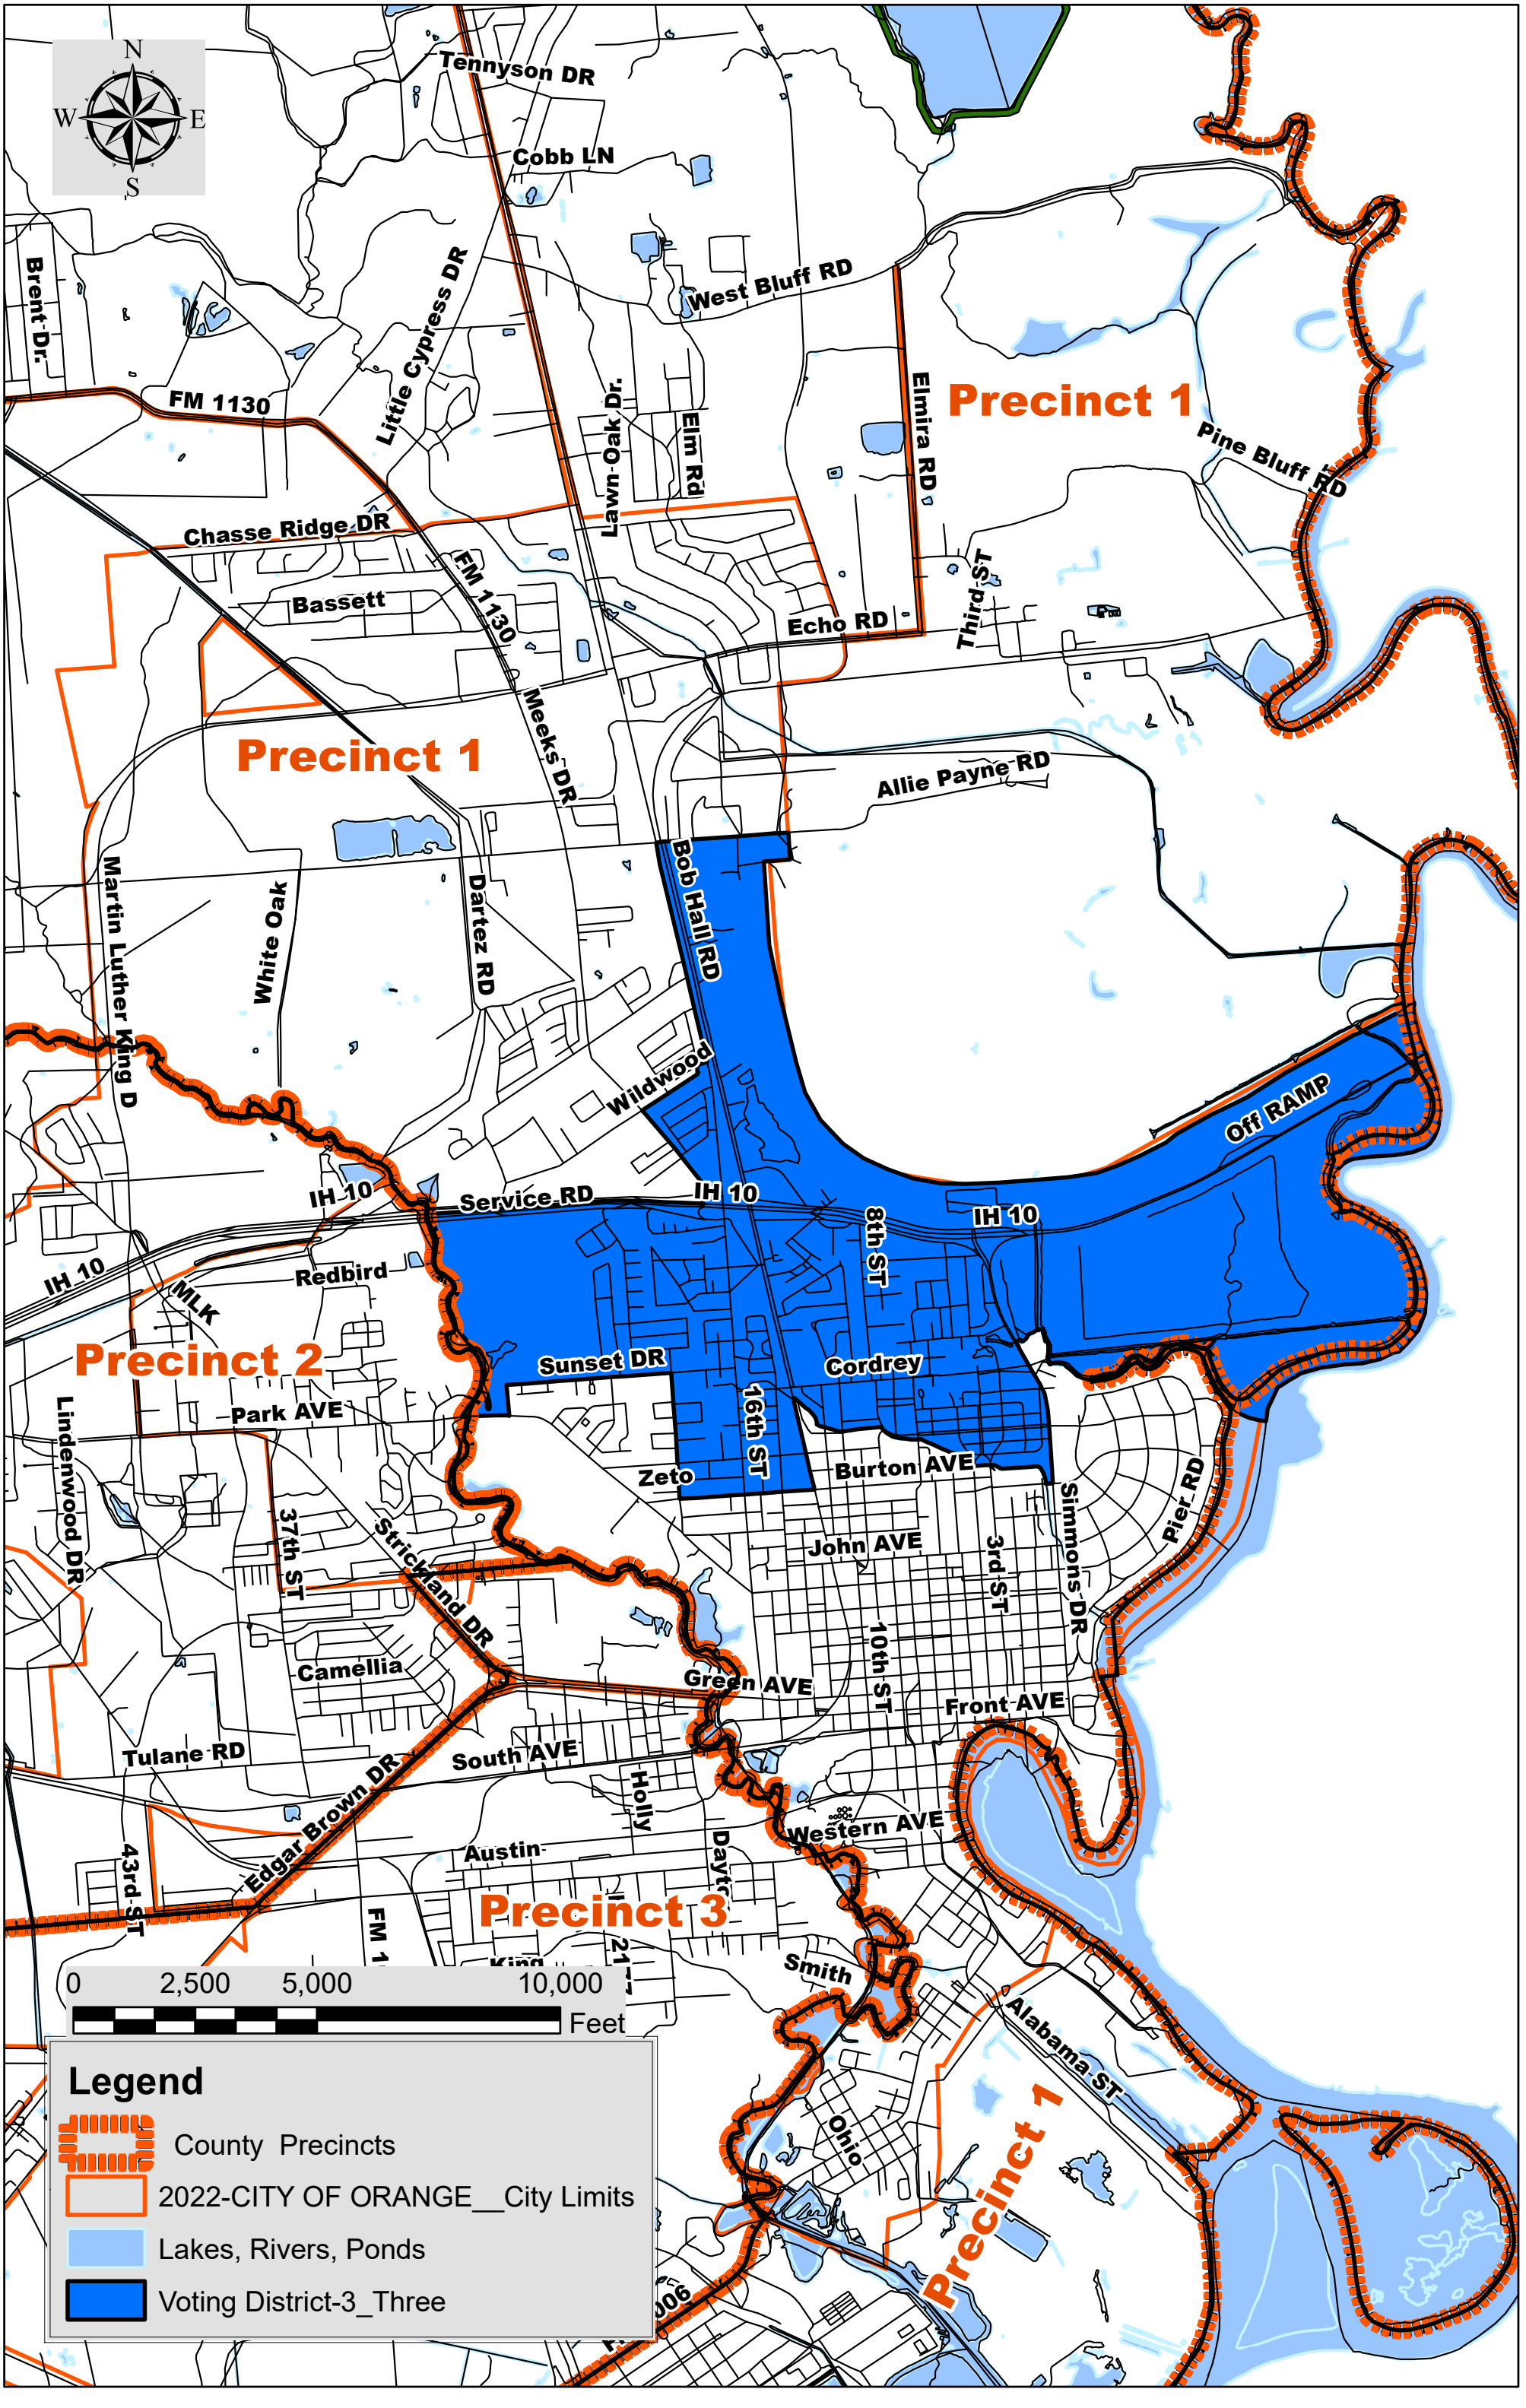 N
W E
S
Tennyson DR
Cobb LN
Brent Dr.
Little Cypress DR
West Bluff RD
FM 1130
Lawn Oak Dr.
Elm Rd
Elmira RD
Precinct 1
Pine Bluff RD
Chasse Ridge DR
FM 1130
Bassett
Echo RD
Third ST
Precinct 1
Meeks DR
Allie Payne RD
Martin Luther King D
White Oak
Dartez RD
Bob Hall RD
Wildwood
Off RAMP
IH 10
Service RD
IH 10
8th ST
IH 10
IH 10
Redbird
MLK
Precinct 2
Sunset DR
Cordrey
Lindenwood DR
Park AVE
16th ST
Zeto
Burton AVE
Simmons DR
Pier RD
37th ST
Strickland DR
John AVE
3rd ST
Camellia
Green AVE
10th ST
Front AVE
Tulane RD
Edgar Brown DR
South AVE
Holly
Western AVE
43rd ST
Austin
Precinct 3
Smith
Alabama ST
Ohio
Precinct 1
0 2,500 5,000 10,000
Feet
Legend
County Precincts
2022-CITY OF ORANGE__City Limits
Lakes, Rivers, Ponds
Voting District-3_Three